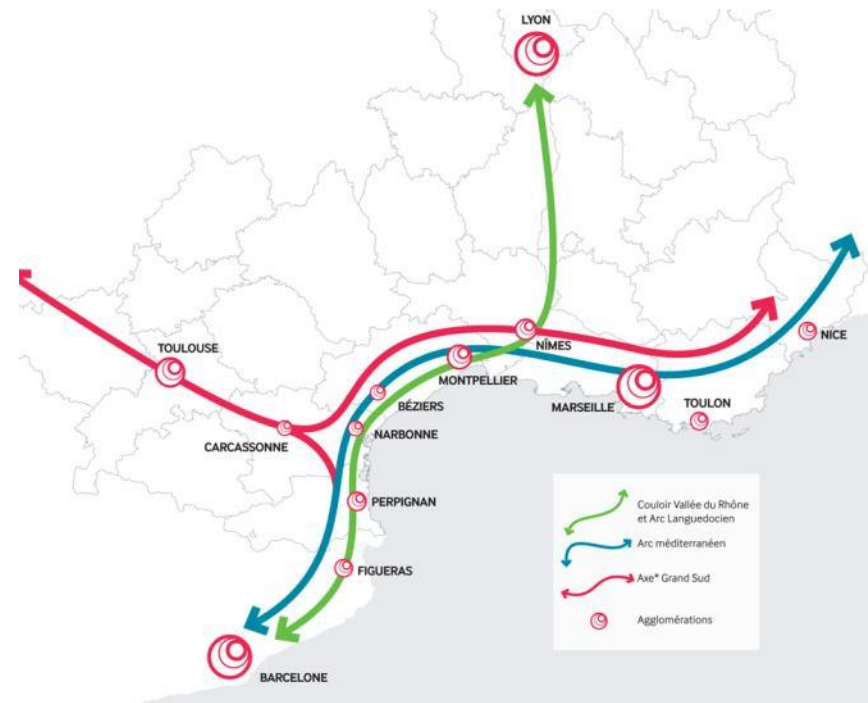 LYON
NÎMES
NICE
TOULOUSE
MONTPELLIER
MARSEILLE
TOULON
BÉZIERS
CARCASSONNE
NARBONNE
PERPIGNAN
FIGUERAS
BARCELONE
Couloir Vallée du Rhône
et Arc Languedocien
Arc méditerranéen
Axe* Grand Sud
Agglomérations